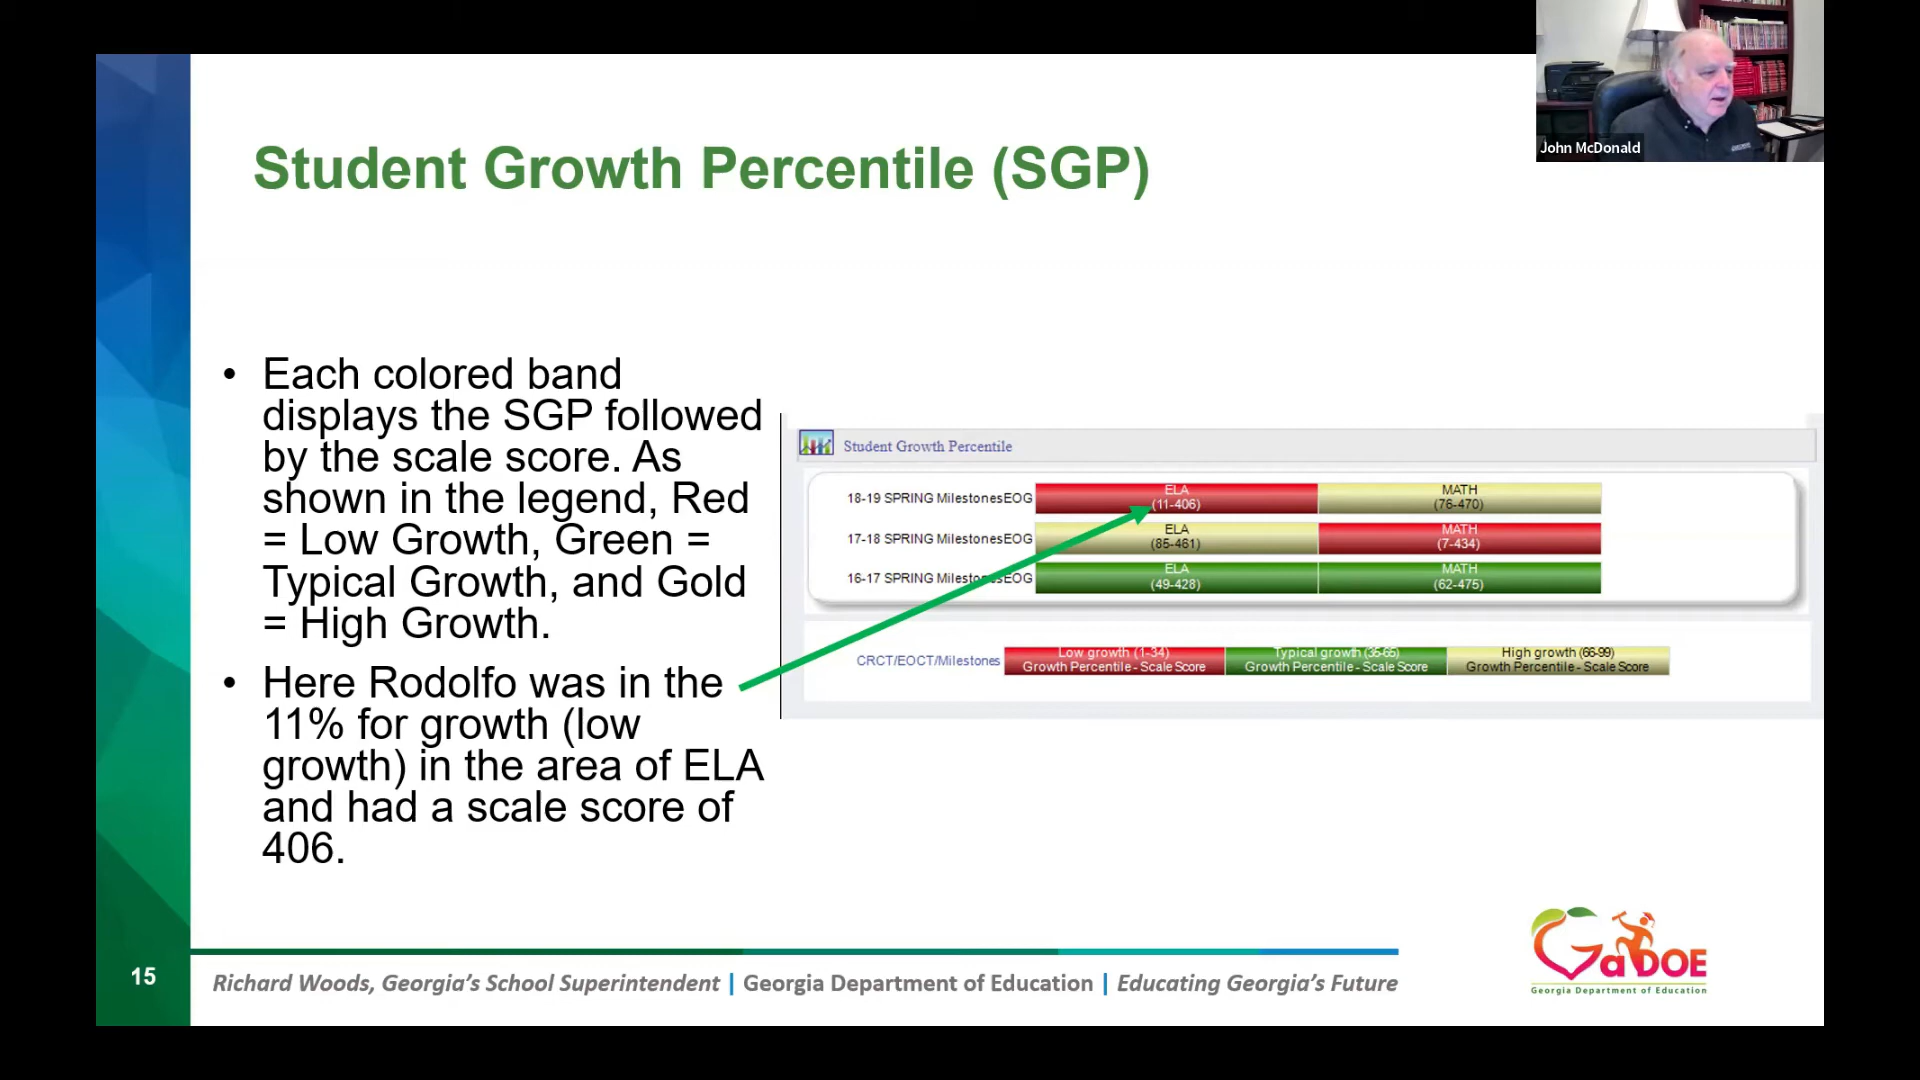 John McDonald
Student Growth Percentile (SGP)
• Each colored band
displays the SGP followed
by the scale score. As
shown in the legend, Red
= Low Growth, Green =
Typical Growth, and Gold
= High Growth.
• Here Rodolfo was in the
11% for growth (low
growth) in the area of ELA
and had a scale score of
406.
Student Growth Percentile
18-19 SPRING MilestonesEOG
ELA
(11-406)
MATH
(76-470)
17-18 SPRING MilestonesEOG
ELA
(85-461)
MATH
(7-434)
16-17 SPRING MilestonesEOG
ELA
(49-428)
MATH
(62-475)
CRCT/EOCT/Milestones
Low growth (1-34)
Growth Percentile - Scale Score
Typical growth (35-65)
Growth Percentile - Scale Score
High growth (66-99)
Growth Percentile - Scale Score
15
Richard Woods, Georgia’s School Superintendent | Georgia Department of Education | Educating Georgia’s Future
GaDOE
Georgia Department of Education